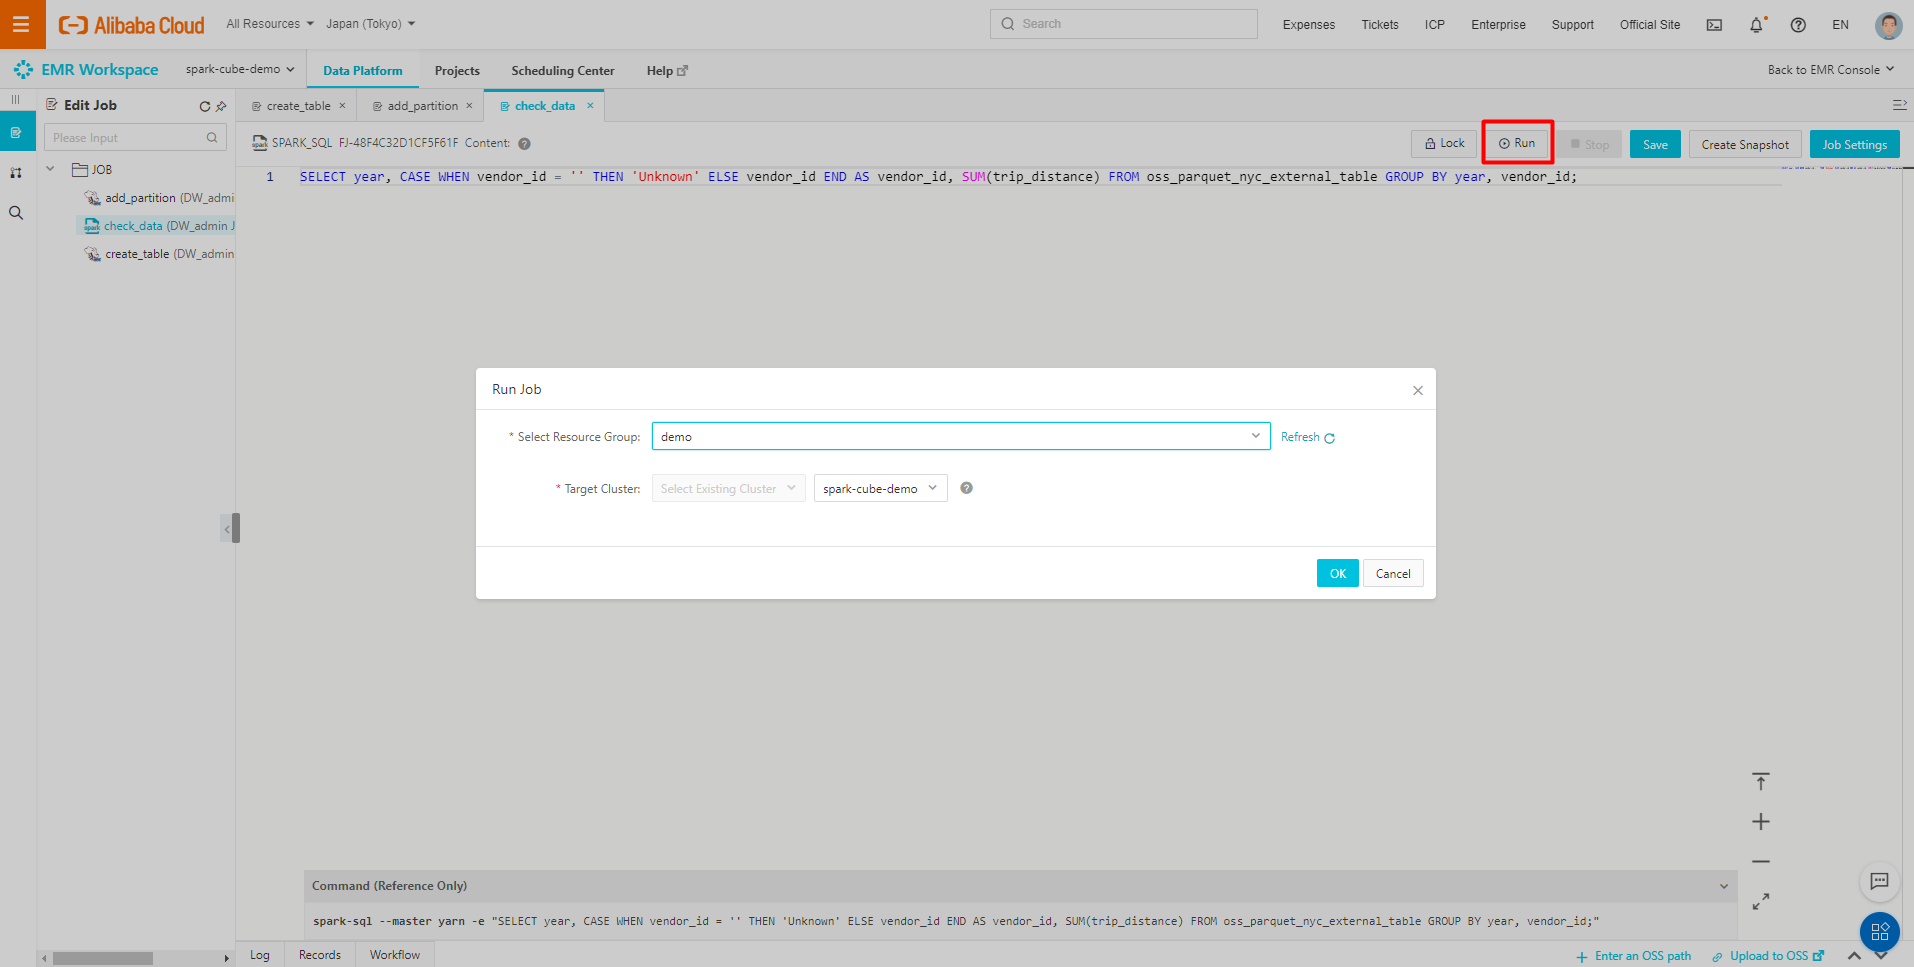 Alibaba Cloud All Resources Japan (Tokyo) Search Expenses Tickets ICP Enterprise Support Official Site EN
EMR Workspace spark-cube-demo Data Platform Projects Scheduling Center Help Back to EMR Console
Edit Job create_table × add_partition × check_data ×
Please Input
SPARK_SQL FJ-48F4C32D1CF5F61F Content: Lock Run Stop Save Create Snapshot Job Settings
JOB
1 SELECT year, CASE WHEN vendor_id = '' THEN 'Unknown' ELSE vendor_id END AS vendor_id, SUM(trip_distance) FROM oss_parquet_nyc_external_table GROUP BY year, vendor_id;
add_partition (DW_admi
check_data (DW_admin J
create_table (DW_admin
Run Job
* Select Resource Group: demo Refresh
* Target Cluster: Select Existing Cluster spark-cube-demo
OK Cancel
Command (Reference Only)
spark-sql --master yarn -e "SELECT year, CASE WHEN vendor_id = '' THEN 'Unknown' ELSE vendor_id END AS vendor_id, SUM(trip_distance) FROM oss_parquet_nyc_external_table GROUP BY year, vendor_id;"
Log Records Workflow Enter an OSS path Upload to OSS